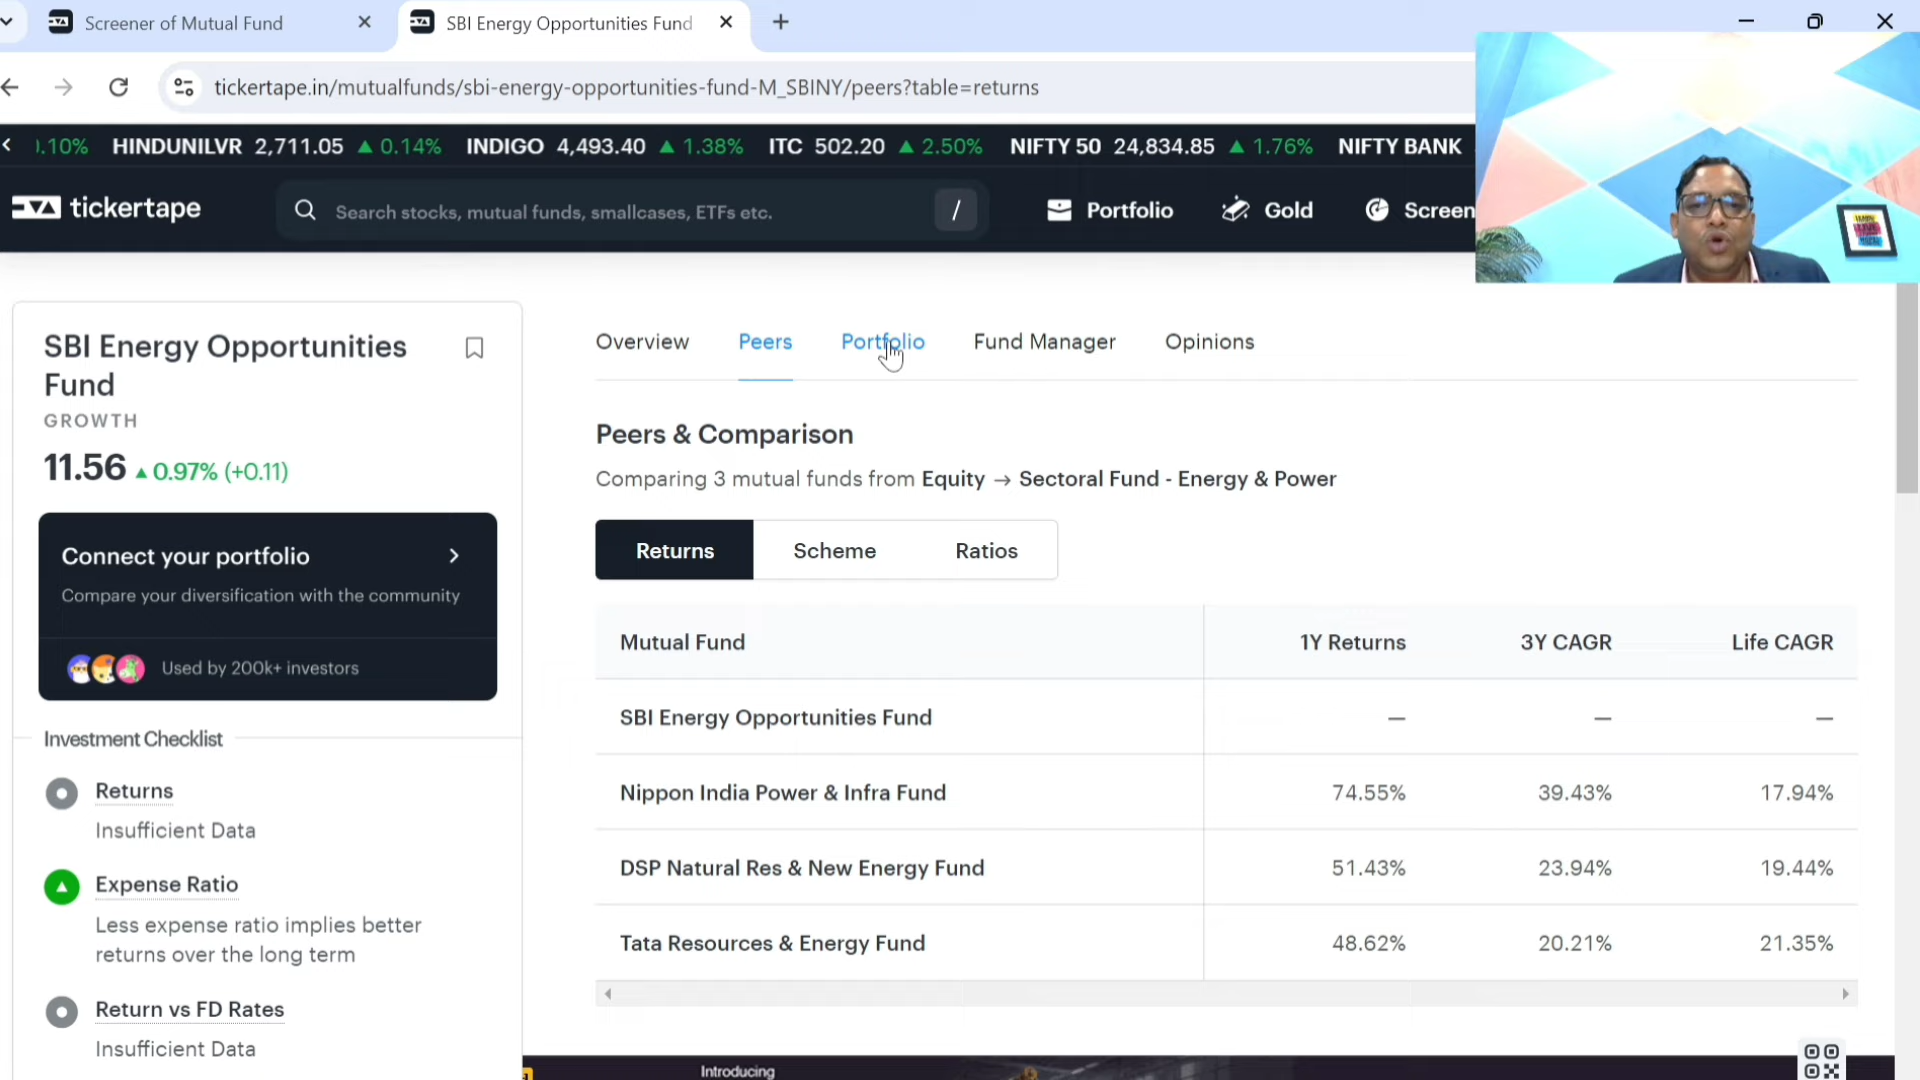 Screener of Mutual Fund
SBI Energy Opportunities Fund
tickertape.in/mutualfunds/sbi-energy-opportunities-fund-M_SBINY/peers?table=returns
.10% HINDUNILVR 2,711.05 ▲ 0.14% INDIGO 4,493.40 ▲ 1.38% ITC 502.20 ▲ 2.50% NIFTY 50 24,834.85 ▲ 1.76% NIFTY BANK
tickertape
Search stocks, mutual funds, smallcases, ETFs etc. /
Portfolio
Gold
Screen
SBI Energy Opportunities
Fund
GROWTH
11.56 ▲ 0.97% (+0.11)
Connect your portfolio
Compare your diversification with the community
Used by 200k+ investors
Investment Checklist
Returns
Insufficient Data
Expense Ratio
Less expense ratio implies better
returns over the long term
Return vs FD Rates
Insufficient Data
Overview Peers Portfolio Fund Manager Opinions
Peers & Comparison
Comparing 3 mutual funds from Equity → Sectoral Fund - Energy & Power
Returns Scheme Ratios
Mutual Fund 1Y Returns 3Y CAGR Life CAGR
SBI Energy Opportunities Fund — — —
Nippon India Power & Infra Fund 74.55% 39.43% 17.94%
DSP Natural Res & New Energy Fund 51.43% 23.94% 19.44%
Tata Resources & Energy Fund 48.62% 20.21% 21.35%
Introducing